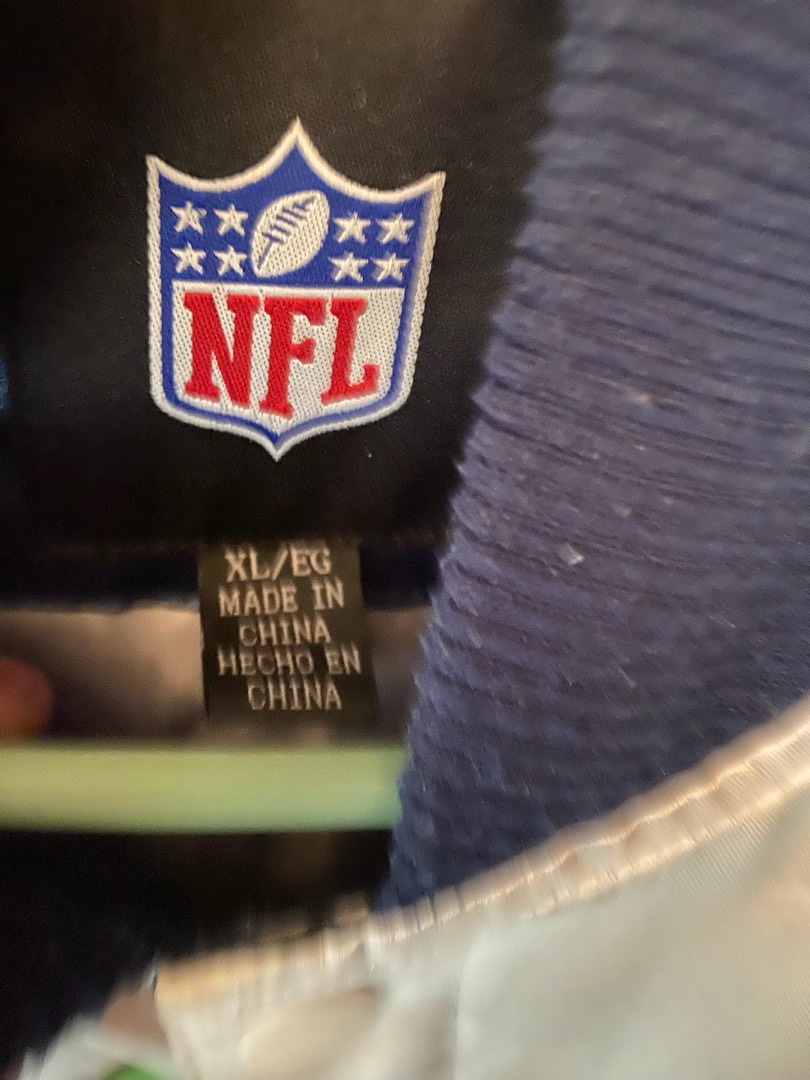 NFL
XL/EG
MADE IN
CHINA
HECHO EN
CHINA